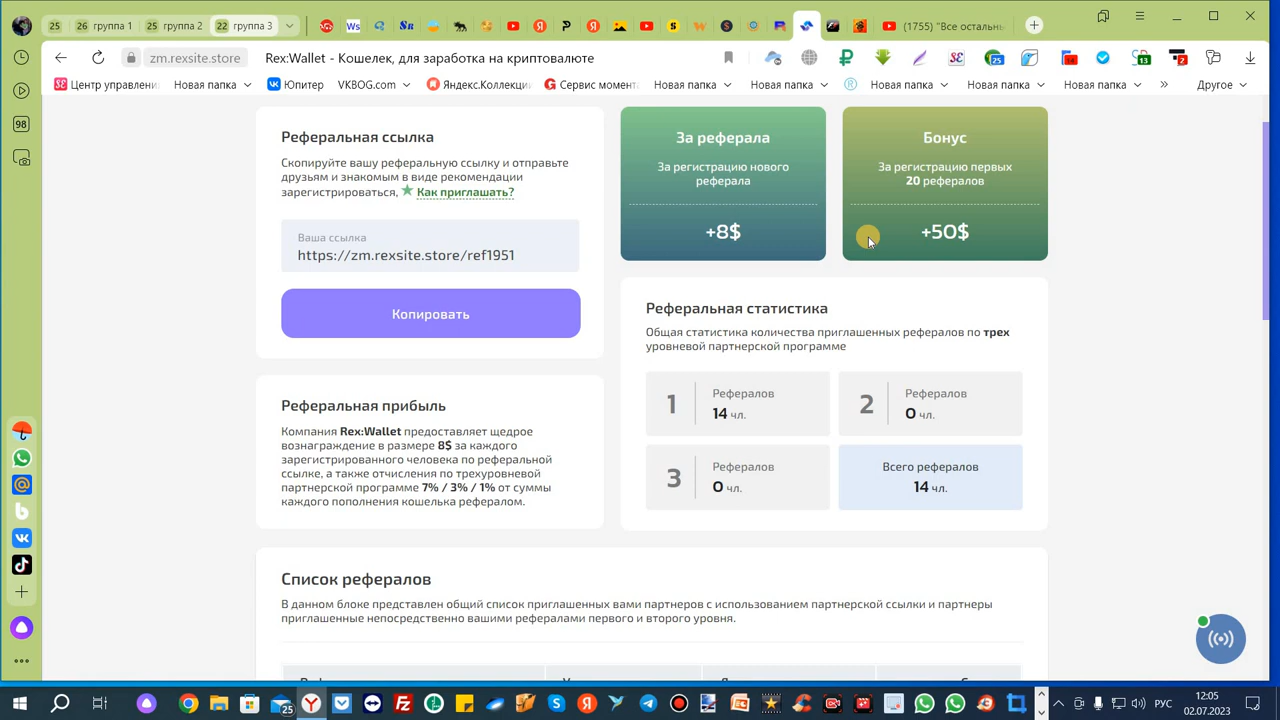 25 группа 1
25 группа 2
22 группа 3
(1755) "Все осталь
zm.rexsite.store
Rex:Wallet - Кошелек, для заработка на криптовалюте
Центр управлени
Новая папка
Юпитер
VKBOG.com
Яндекс.Коллекци
Сервис момента
Новая папка
Новая папка
Новая папка
Новая папка
Новая папка
Другое
98
Реферальная ссылка
Скопируйте вашу реферальную ссылку и отправьте
друзьям и знакомым в виде рекомендации
зарегистрироваться, Как приглашать?
Ваша ссылка
https://zm.rexsite.store/ref1951
Копировать
За реферала
За регистрацию нового
реферала
+8$
Бонус
За регистрацию первых
20 рефералов
+50$
Реферальная статистика
Общая статистика количества приглашенных рефералов по трех
уровневой партнерской программе
1 Рефералов
14 чл.
2 Рефералов
0 чл.
3 Рефералов
0 чл.
Всего рефералов
14 чл.
Реферальная прибыль
Компания Rex:Wallet предоставляет щедрое
вознаграждение в размере 8$ за каждого
зарегистрированного человека по реферальной
ссылке, а также отчисления по трехуровневой
партнерской программе 7% / 3% / 1% от суммы
каждого пополнения кошелька рефералом.
Список рефералов
В данном блоке представлен общий список приглашенных вами партнеров с использованием партнерской ссылки и партнеры
приглашенные непосредственно вашими рефералами первого и второго уровня.
25
РУС
12:05
02.07.2023